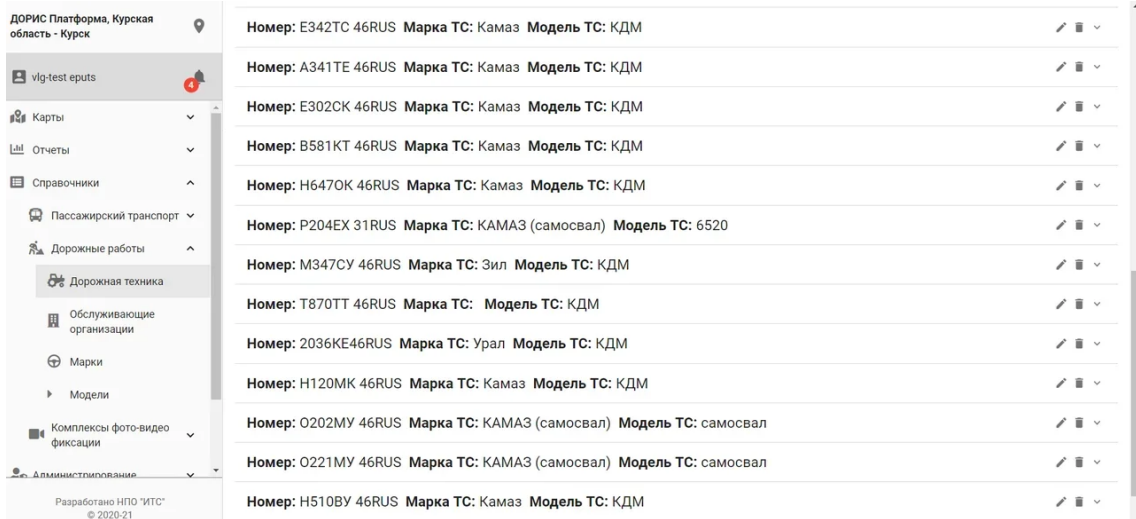 ДОРИС Платформа, Курская
область - Курск
vlg-test eputs
4
Карты
Отчеты
Справочники
Пассажирский транспорт
Дорожные работы
Дорожная техника
Обслуживающие
организации
Марки
Модели
Комплексы фото-видео
фиксации
Администрирование
Разработано НПО "ИТС"
© 2020-21
Номер: Е342ТС 46RUS Марка ТС: Камаз Модель ТС: КДМ
Номер: А341ТЕ 46RUS Марка ТС: Камаз Модель ТС: КДМ
Номер: Е302СК 46RUS Марка ТС: Камаз Модель ТС: КДМ
Номер: В581КТ 46RUS Марка ТС: Камаз Модель ТС: КДМ
Номер: Н647ОК 46RUS Марка ТС: Камаз Модель ТС: КДМ
Номер: Р204ЕХ 31RUS Марка ТС: КАМАЗ (самосвал) Модель ТС: 6520
Номер: М347СУ 46RUS Марка ТС: Зил Модель ТС: КДМ
Номер: Т870ТТ 46RUS Марка ТС: Модель ТС: КДМ
Номер: 2036КЕ46RUS Марка ТС: Урал Модель ТС: КДМ
Номер: Н120МК 46RUS Марка ТС: Камаз Модель ТС: КДМ
Номер: О202МУ 46RUS Марка ТС: КАМАЗ (самосвал) Модель ТС: самосвал
Номер: О221МУ 46RUS Марка ТС: КАМАЗ (самосвал) Модель ТС: самосвал
Номер: Н510ВУ 46RUS Марка ТС: Камаз Модель ТС: КДМ